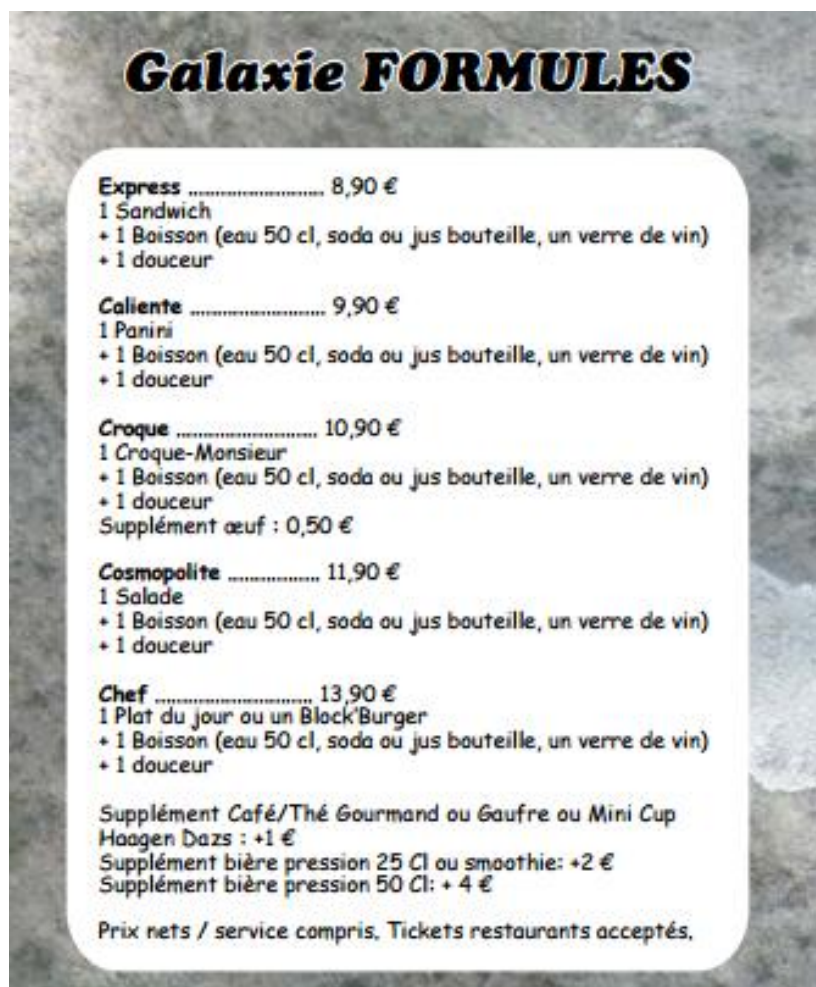 Galaxie FORMULES
Express ......................... 8,90 €
1 Sandwich
+ 1 Boisson (eau 50 cl, soda ou jus bouteille, un verre de vin)
+ 1 douceur
Caliente ......................... 9,90 €
1 Panini
+ 1 Boisson (eau 50 cl, soda ou jus bouteille, un verre de vin)
+ 1 douceur
Croque .......................... 10,90 €
1 Croque-Monsieur
+ 1 Boisson (eau 50 cl, soda ou jus bouteille, un verre de vin)
+ 1 douceur
Supplément œuf : 0,50 €
Cosmopolite ................. 11,90 €
1 Salade
+ 1 Boisson (eau 50 cl, soda ou jus bouteille, un verre de vin)
+ 1 douceur
Chef ............................. 13,90 €
1 Plat du jour ou un Block'Burger
+ 1 Boisson (eau 50 cl, soda ou jus bouteille, un verre de vin)
+ 1 douceur
Supplément Café/Thé Gourmand ou Gaufre ou Mini Cup
Haagen Dazs : +1 €
Supplément bière pression 25 Cl ou smoothie: +2 €
Supplément bière pression 50 Cl: + 4 €
Prix nets / service compris. Tickets restaurants acceptés.